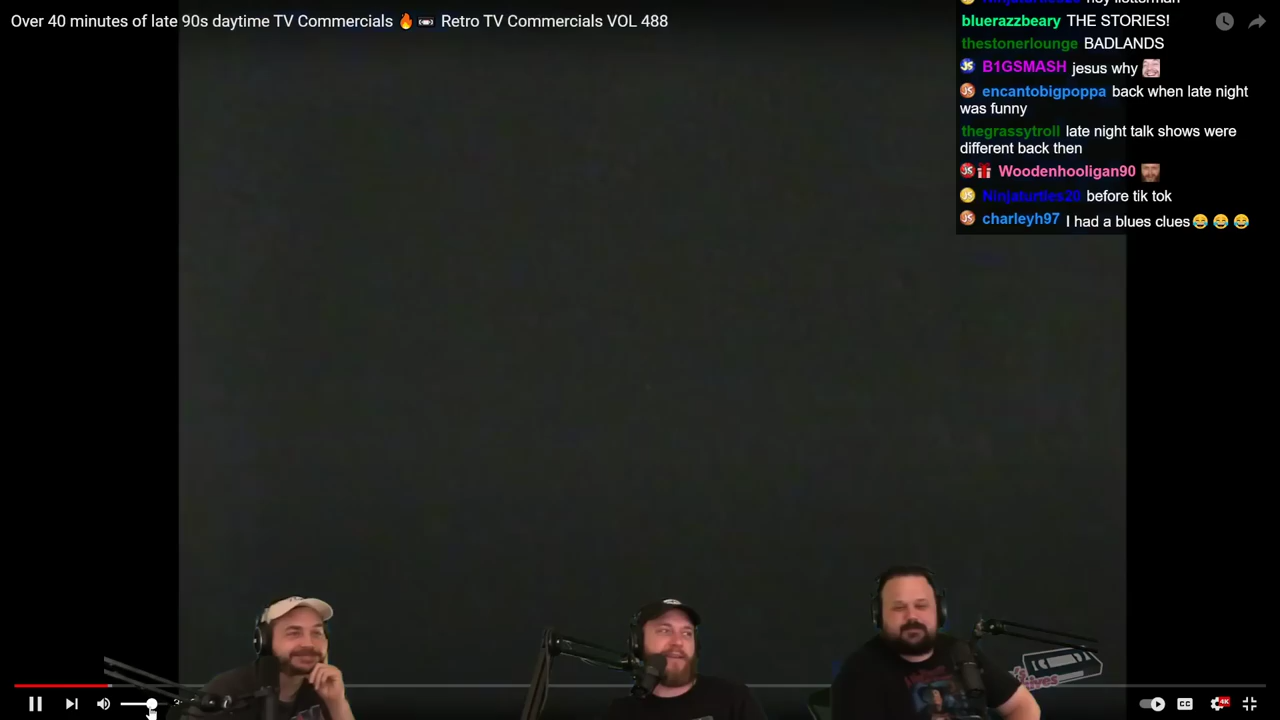 Over 40 minutes of late 90s daytime TV Commercials 🔥📼 Retro TV Commercials VOL 488
bluerazzbeary THE STORIES!
thestonerlounge BADLANDS
B1GSMASH jesus why
encantobigpoppa back when late night
was funny
thegrassytroll late night talk shows were
different back then
Woodenhooligan90
Ninjaturtles20 before tik tok
charleyh97 I had a blues clues😂😂😂
CC
4K